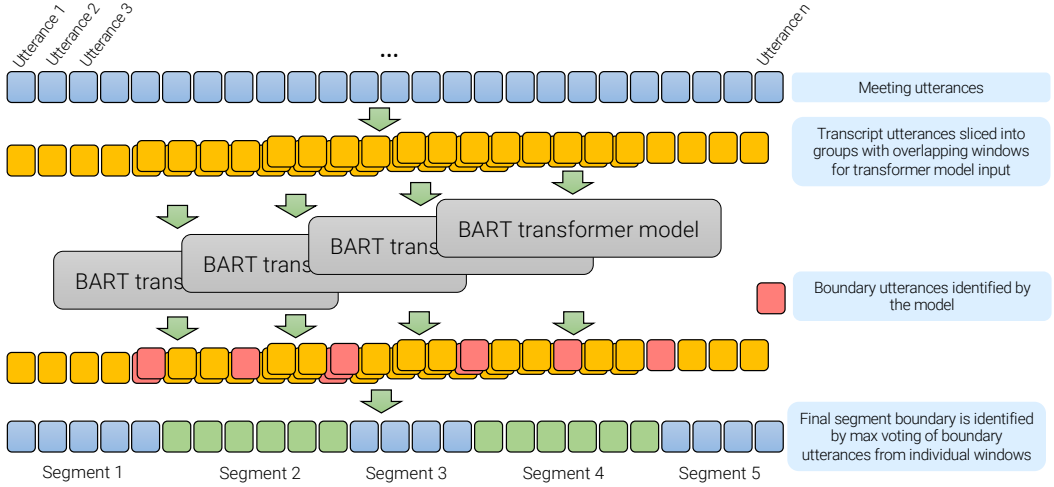 Utterance 1
Utterance 2
Utterance 3
...
Utterance n
Meeting utterances
Transcript utterances sliced into
groups with overlapping windows
for transformer model input
BART transformer model
BART trans
BART trans
BART trans
Boundary utterances identified by
the model
Final segment boundary is identified
by max voting of boundary
utterances from individual windows
Segment 1
Segment 2
Segment 3
Segment 4
Segment 5